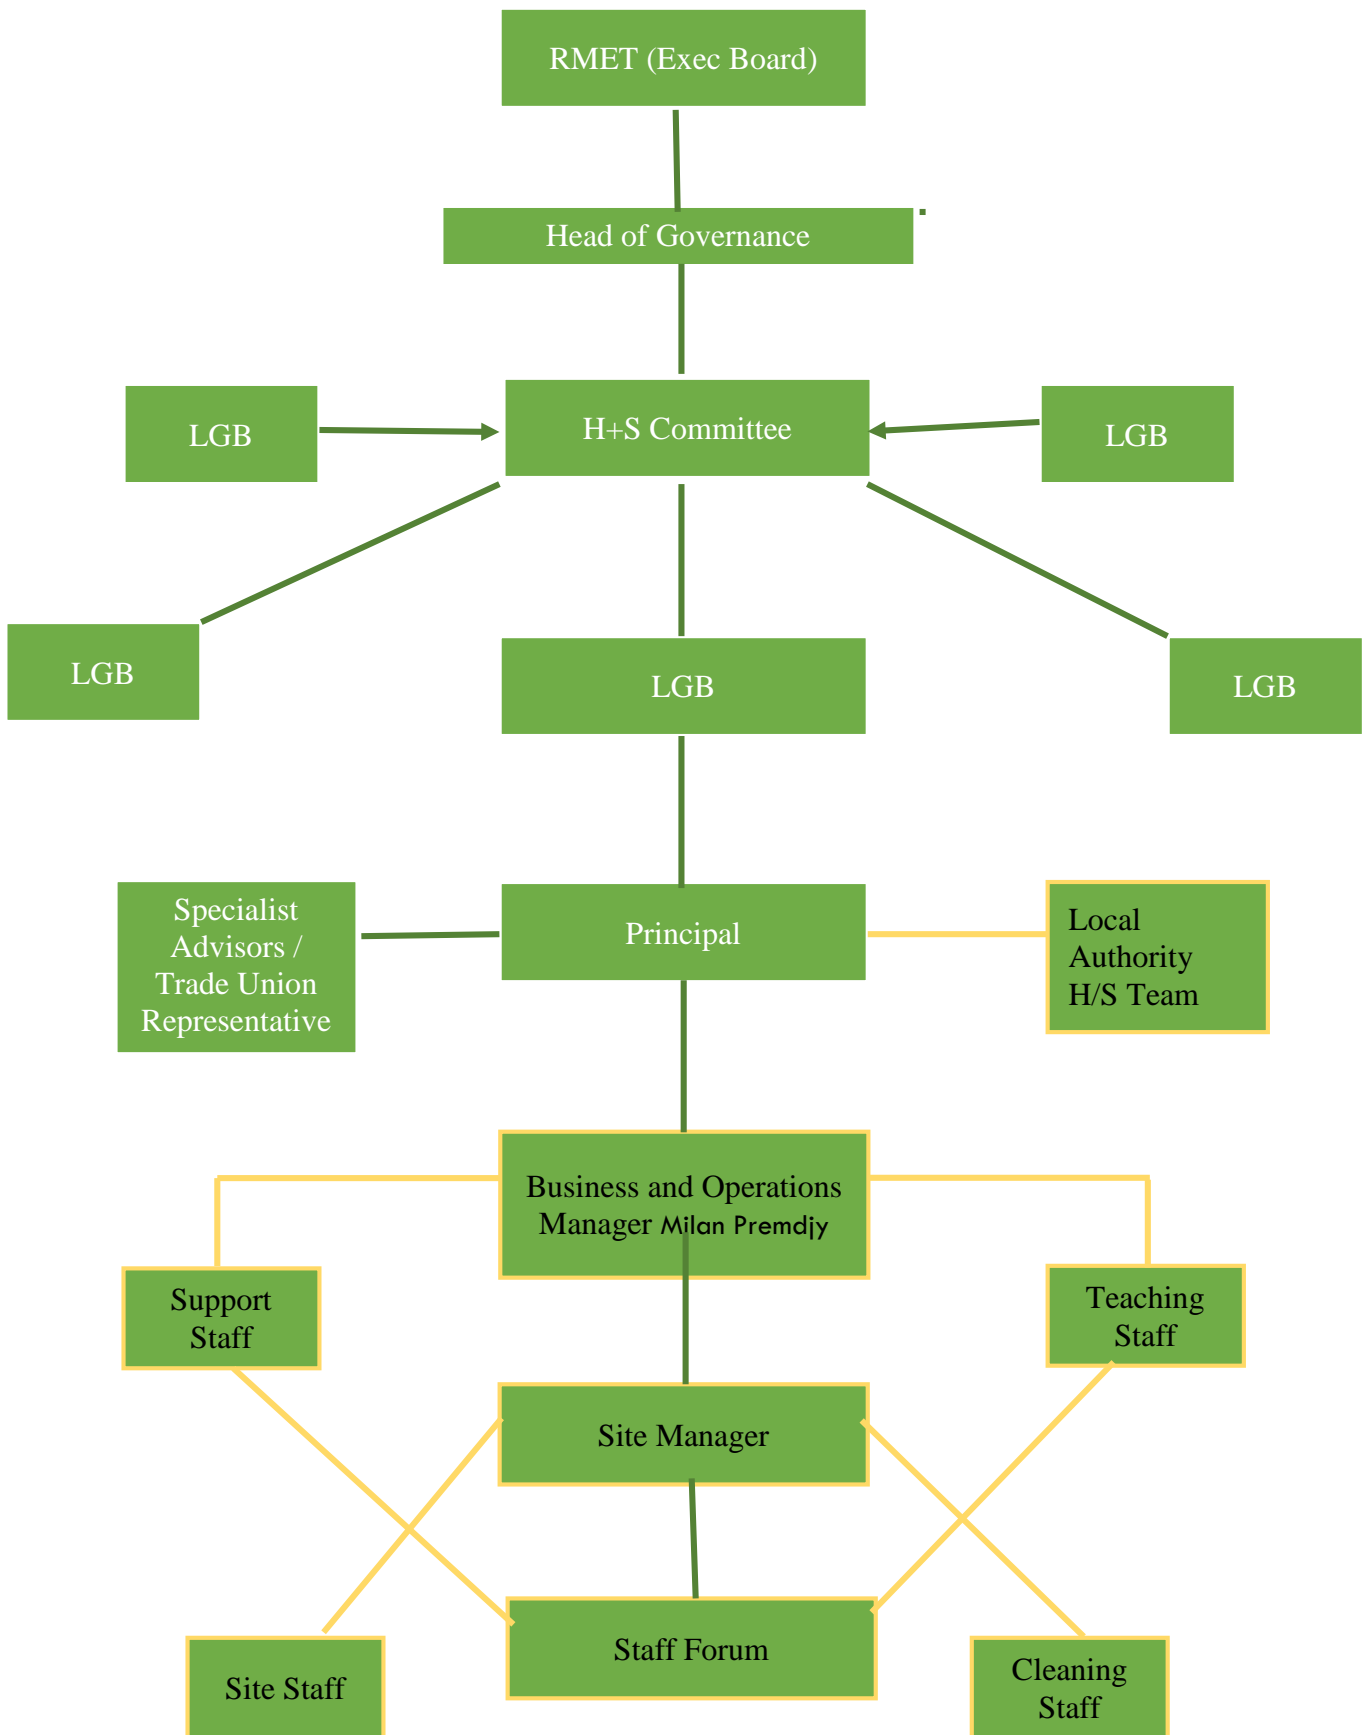 RMET (Exec Board)
Head of Governance
LGB
H+S Committee
LGB
LGB
LGB
LGB
Specialist
Advisors /
Trade Union
Representative
Principal
Local
Authority
H/S Team
Business and Operations
Manager Milan Premdjy
Support
Staff
Teaching
Staff
Site Manager
Staff Forum
Site Staff
Cleaning
Staff